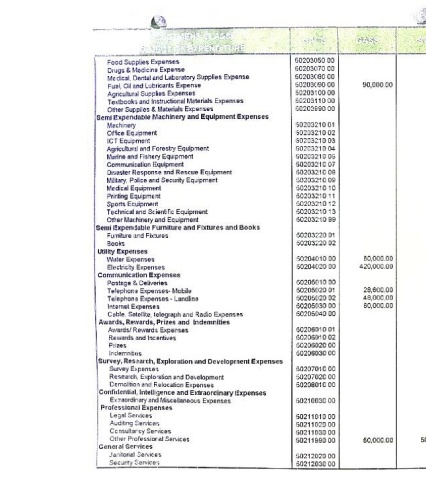 Food Supplies Expenses 50203050 00
Drugs & Medicine Expense 50203070 00
Medical, Dental and Laboratory Supplies Expense 50203080 00
Fuel, Oil and Lubricants Expense 50203090 00 90,000.00
Agricultural Supplies Expenses 50203100 00
Textbooks and Instructional Materials Expenses 50203110 00
Other Supplies & Materials Expenses 50203990 00
Semi Expendable Machinery and Equipment Expenses
Machinery 50203210 01
Office Equipment 50203210 02
ICT Equipment 50203210 03
Agricultural and Forestry Equipment 50203210 04
Marine and Fishery Equipment 50203210 05
Communication Equipment 50203210 07
Disaster Response and Rescue Equipment 50203210 08
Military, Police and Security Equipment 50203210 09
Medical Equipment 50203210 10
Printing Equipment 50203210 11
Sports Equipment 50203210 12
Technical and Scientific Equipment 50203210 13
Other Machinery and Equipment 50203210 99
Semi Expendable Furniture and Fixtures and Books
Furniture and Fixtures 50203220 01
Books 50203220 02
Utility Expenses
Water Expenses 50204010 00
Electricity Expenses 50204020 00 420,000.00
Communication Expenses
Postage & Deliveries 50205010 00
Telephone Expenses- Mobile 50205020 01 28,600.00
Telephone Expenses - Landline 50205020 02 48,000.00
Internet Expenses 50205030 00
Cable, Satellite, telegraph and Radio Expenses 50205040 00
Awards, Rewards, Prizes and Indemnities
Awards/ Rewards Expenses 50206010 01
Rewards and Incentives 50206010 02
Prizes 50206020 00
Indemnities 50206030 00
Survey, Research, Exploration and Development Expenses
Survey Expenses 50207010 00
Research, Exploration and Development 50207020 00
Demolition and Relocation Expenses 50208010 00
Confidential, Intelligence and Extraordinary Expenses
Extraordinary and Miscellaneous Expenses 50210030 00
Professional Expenses
Legal Services 50211010 00
Auditing Services 50211020 00
Consultancy Services 50211030 00
Other Professional Services 50211990 00 60,000.00
General Services
Janitorial Services 50212020 00
Security Services 50212030 00